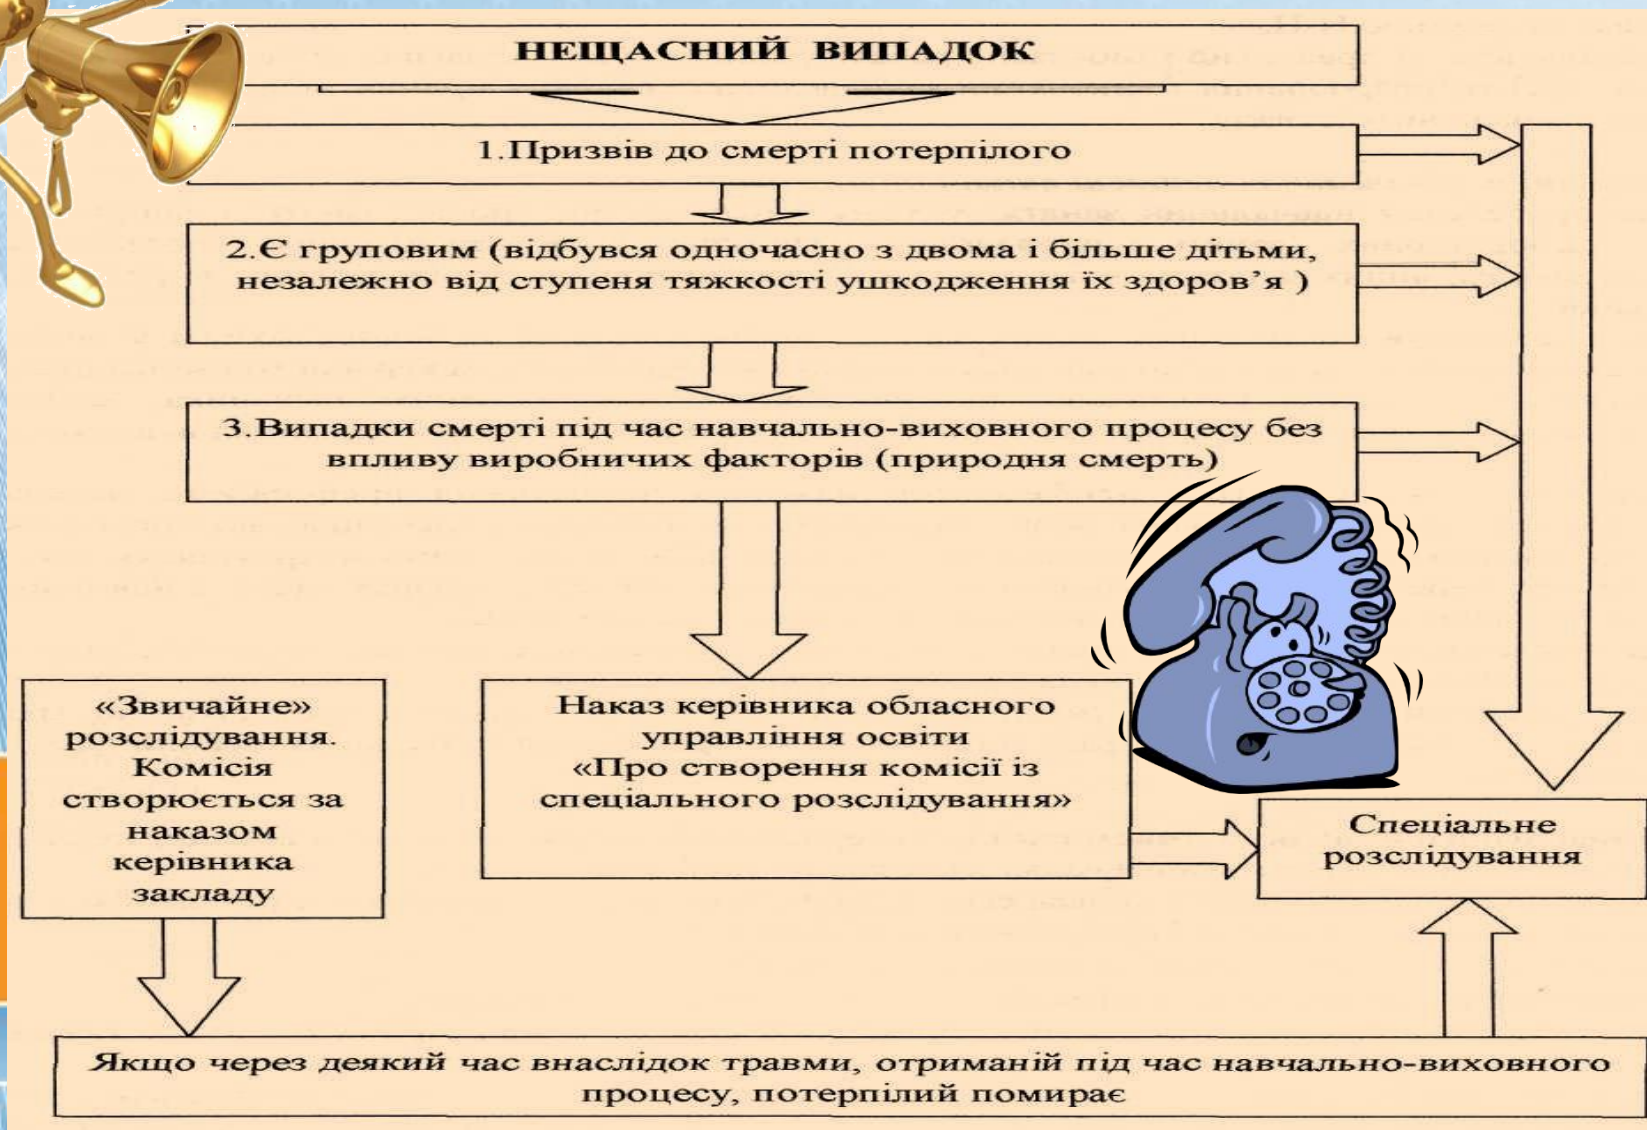 НЕЩАСНИЙ ВИПАДОК
1.Призвів до смерті потерпілого
2.Є груповим (відбувся одночасно з двома і більше дітьми,
незалежно від ступеня тяжкості ушкодження їх здоров’я )
3.Випадки смерті під час навчально-виховного процесу без
впливу виробничих факторів (природня смерть)
«Звичайне»
розслідування.
Комісія
створюється за
наказом
керівника
закладу
Наказ керівника обласного
управління освіти
«Про створення комісії із
спеціального розслідування»
Спеціальне
розслідування
Якщо через деякий час внаслідок травми, отриманій під час навчально-виховного
процесу, потерпілий помирає